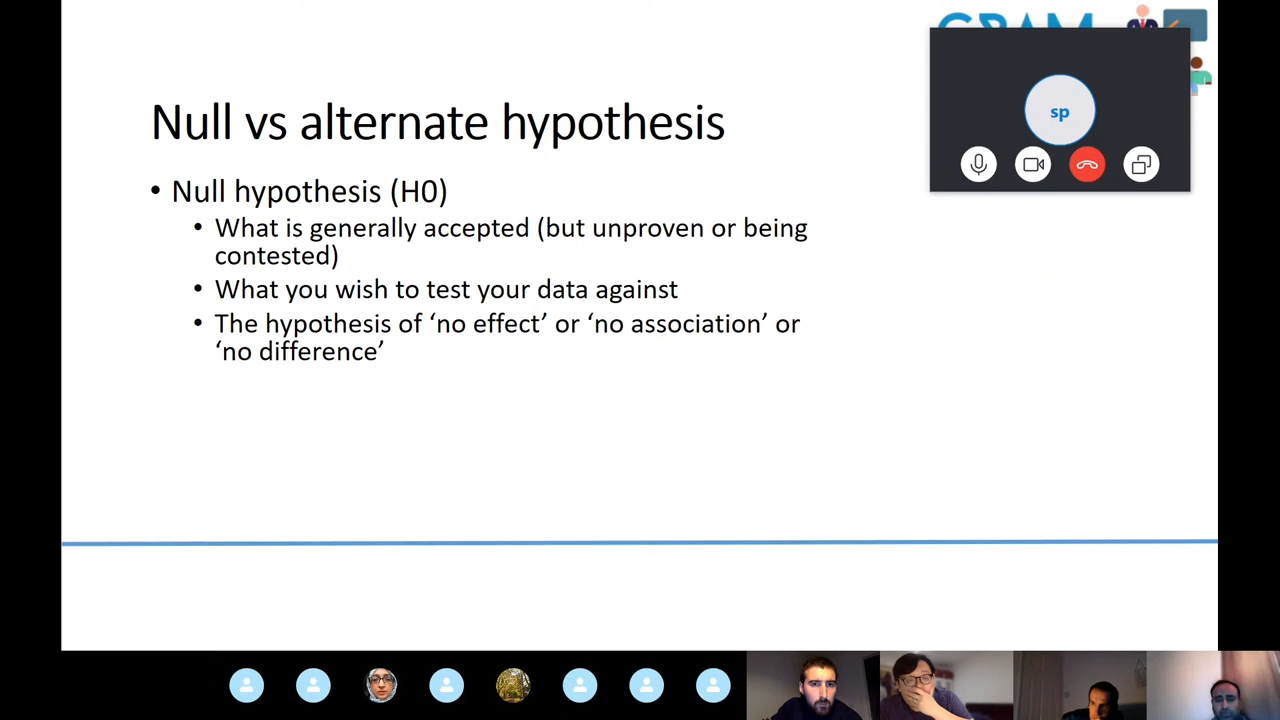 Null vs alternate hypothesis
• Null hypothesis (H0)
• What is generally accepted (but unproven or being
contested)
• What you wish to test your data against
• The hypothesis of ‘no effect’ or ‘no association’ or
‘no difference’
sp